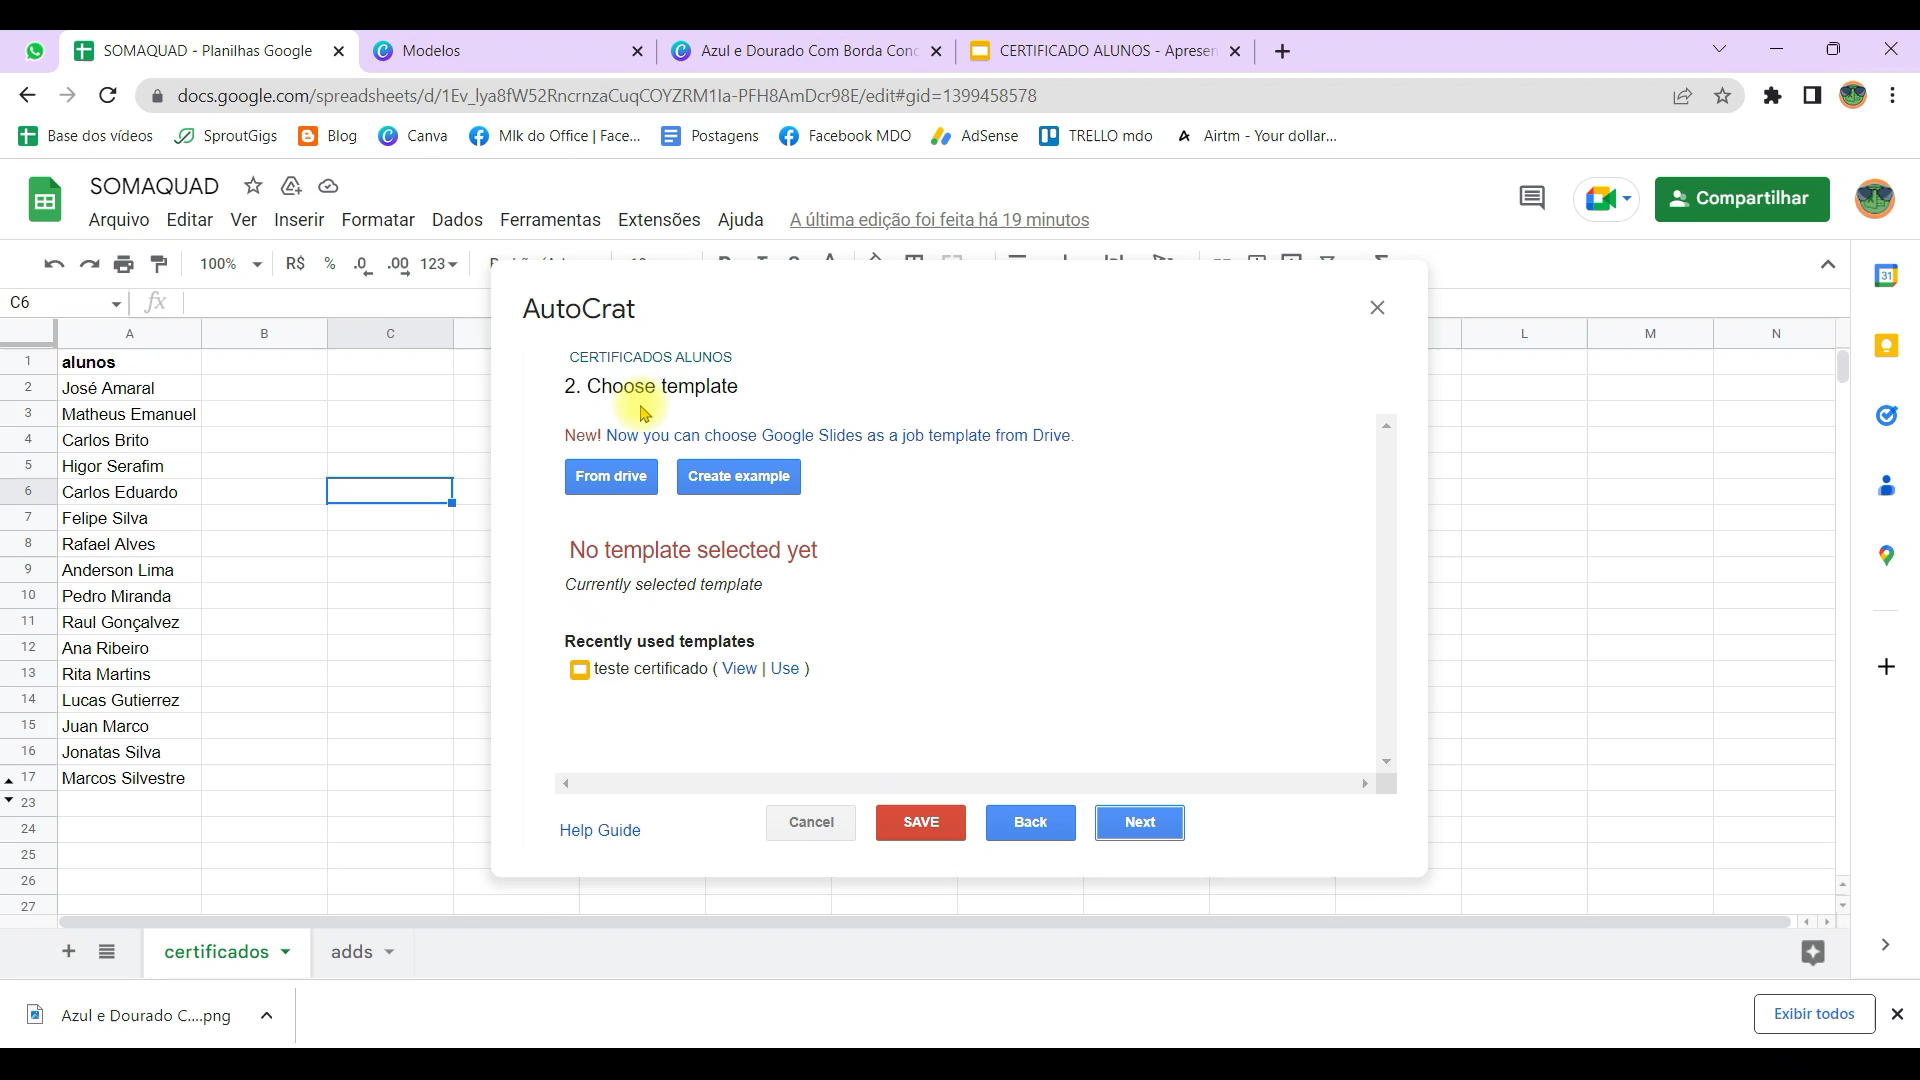 SOMAQUAD - Planilhas Google
Modelos
Azul e Dourado Com Borda Conc
CERTIFICADO ALUNOS - Apresen
docs.google.com/spreadsheets/d/1Ev_lya8fW52RncrnzaCuqCOYZRM1Ia-PFH8AmDcr98E/edit#gid=1399458578
Base dos vídeos
SproutGigs
Blog
Canva
Mlk do Office | Face...
Postagens
Facebook MDO
AdSense
TRELLO mdo
Airtm - Your dollar...
SOMAQUAD
Arquivo Editar Ver Inserir Formatar Dados Ferramentas Extensões Ajuda
A última edição foi feita há 19 minutos
Compartilhar
100% R$ % .0 .00 123
C6
fx
A B C L M N
1 alunos
2 José Amaral
3 Matheus Emanuel
4 Carlos Brito
5 Higor Serafim
6 Carlos Eduardo
7 Felipe Silva
8 Rafael Alves
9 Anderson Lima
10 Pedro Miranda
11 Raul Gonçalvez
12 Ana Ribeiro
13 Rita Martins
14 Lucas Gutierrez
15 Juan Marco
16 Jonatas Silva
17 Marcos Silvestre
23
24
25
26
27
AutoCrat
CERTIFICADOS ALUNOS
2. Choose template
New! Now you can choose Google Slides as a job template from Drive.
From drive
Create example
No template selected yet
Currently selected template
Recently used templates
teste certificado ( View | Use )
Help Guide
Cancel
SAVE
Back
Next
31
certificados
adds
Azul e Dourado C....png
Exibir todos